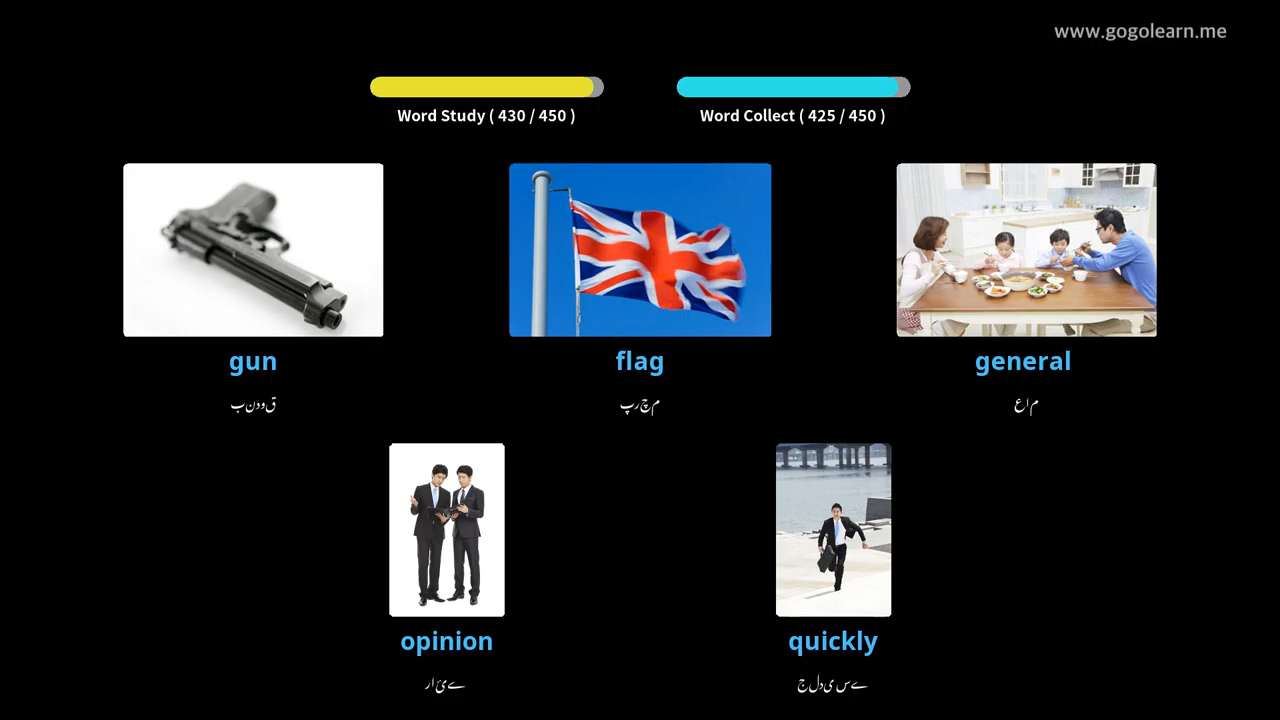 www.gogolearn.me
Word Study ( 430 / 450 )
Word Collect ( 425 / 450 )
gun
بندوق
flag
پرچم
general
عام
opinion
رائے
quickly
جلدی سے